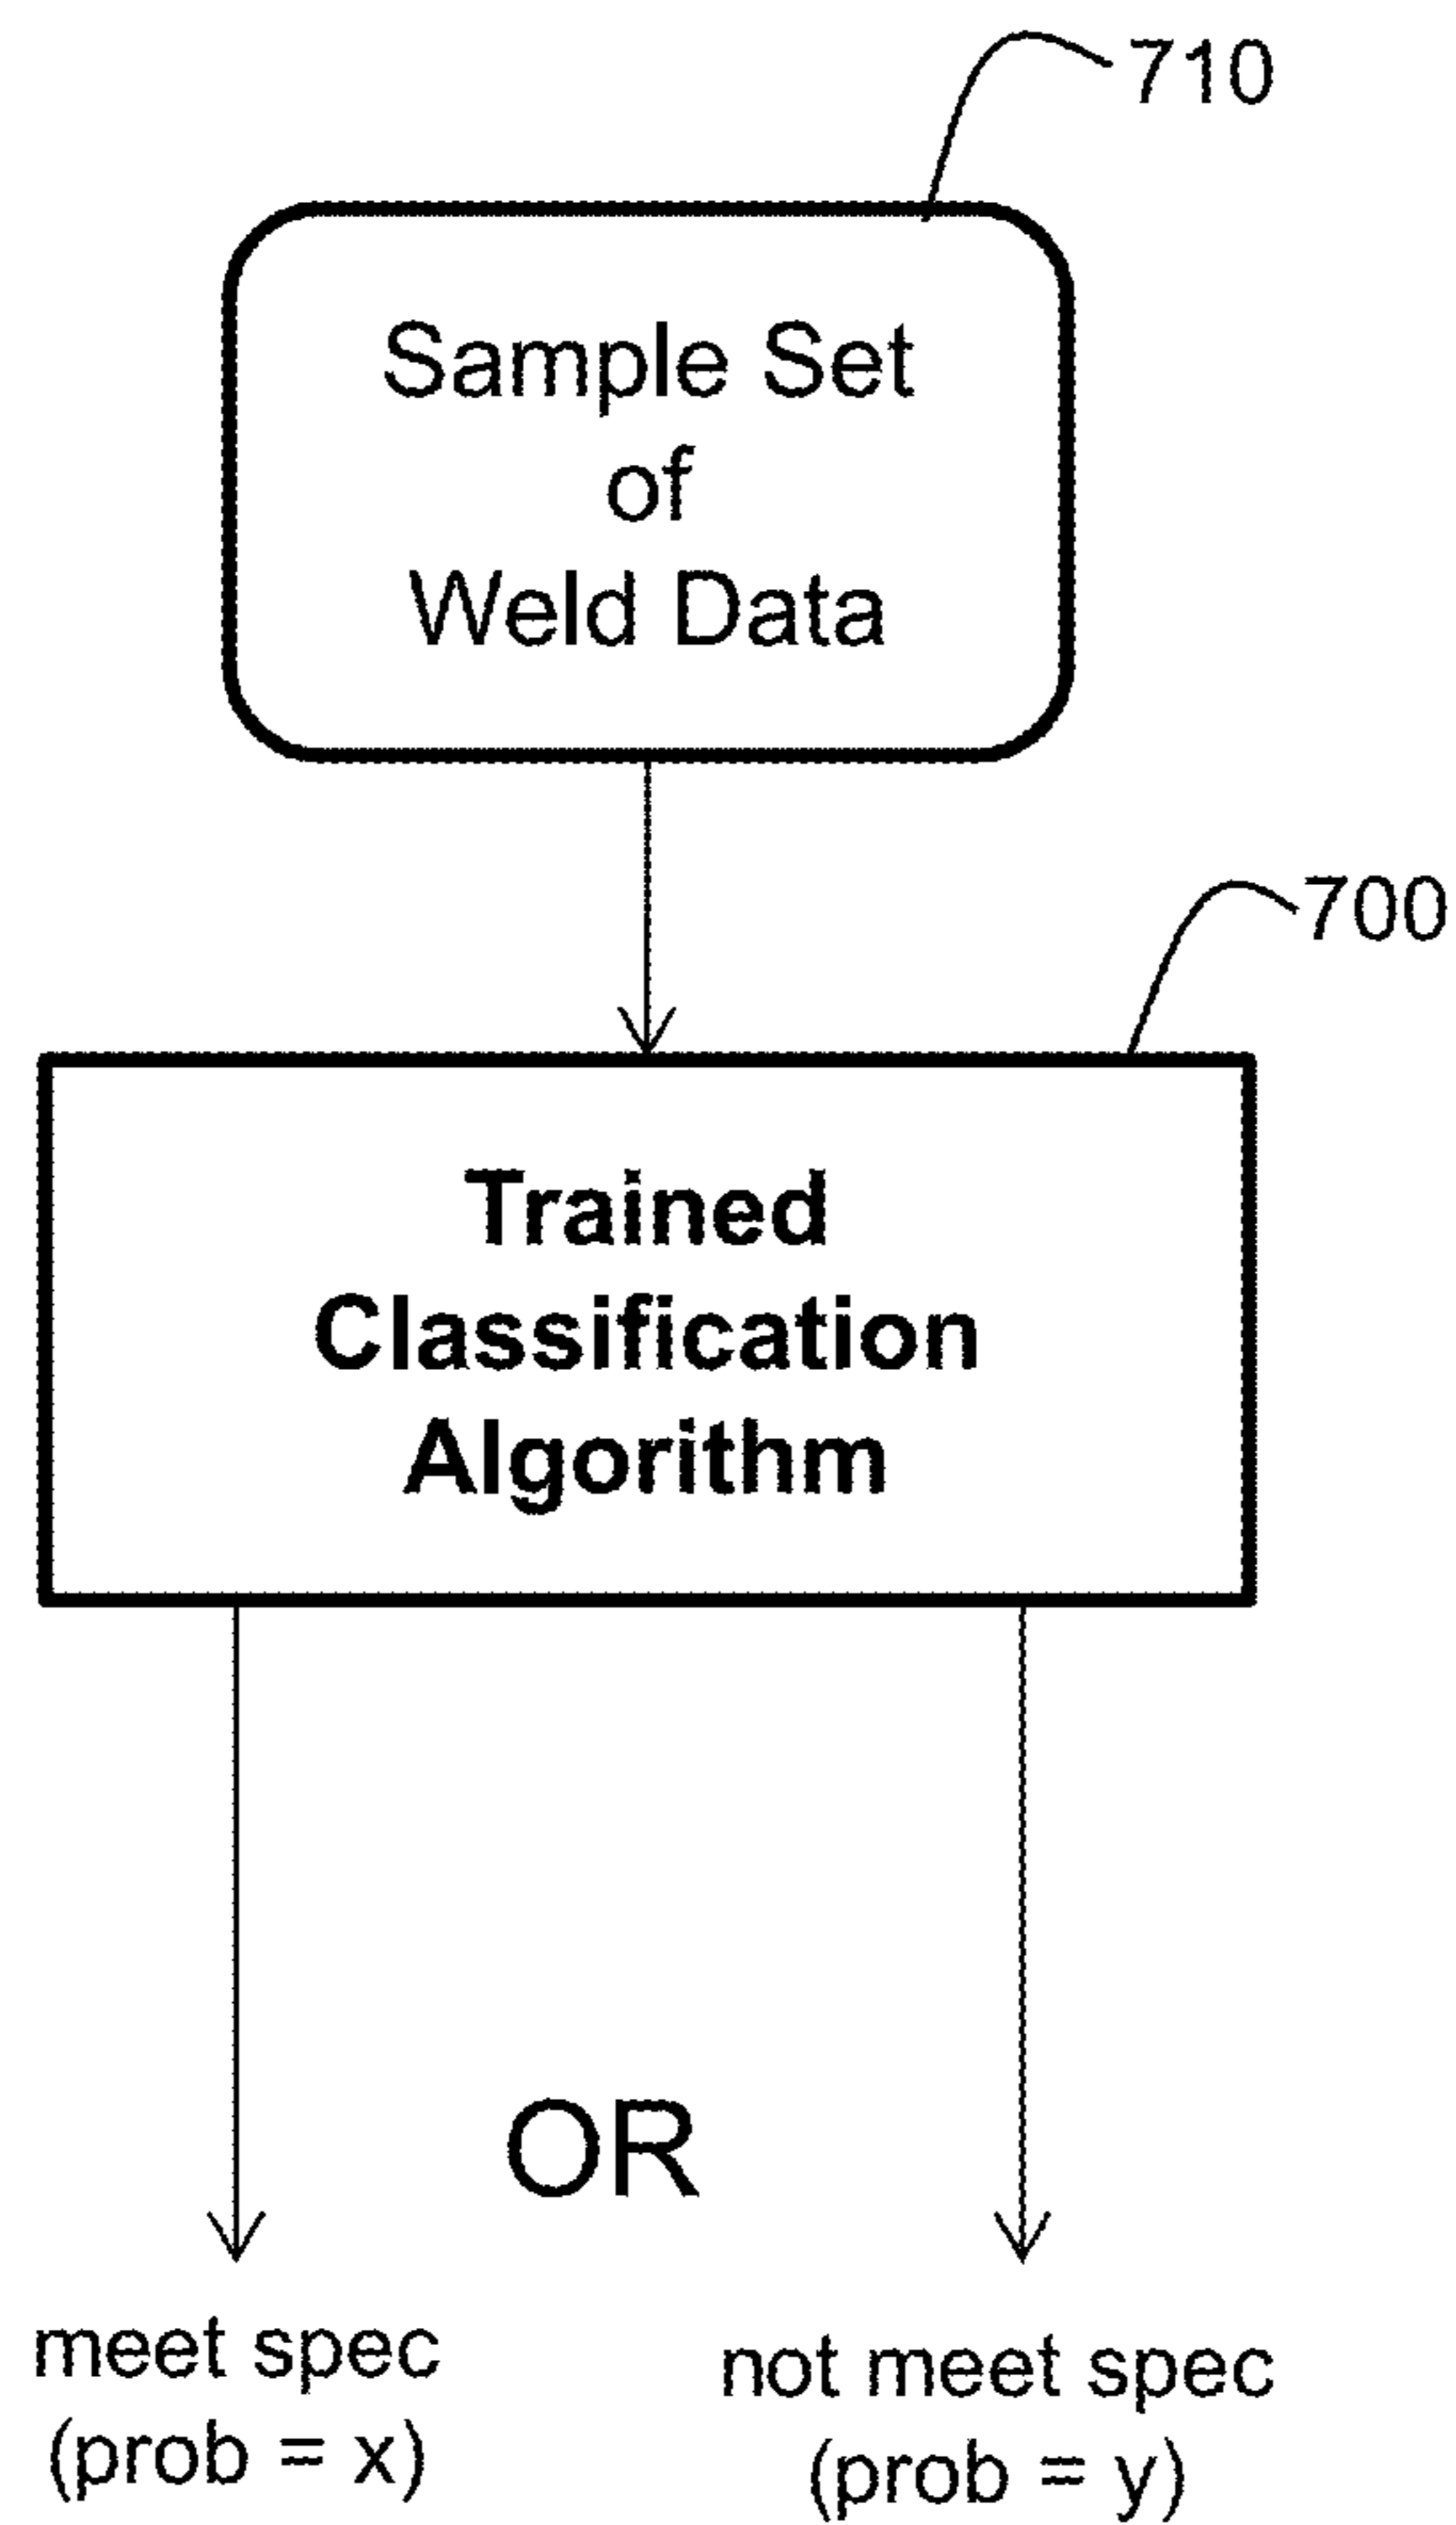 710
Sample Set
of
Weld Data
700
Trained
Classification
Algorithm
OR
meet spec
(prob = x)
not meet spec
(prob = y)